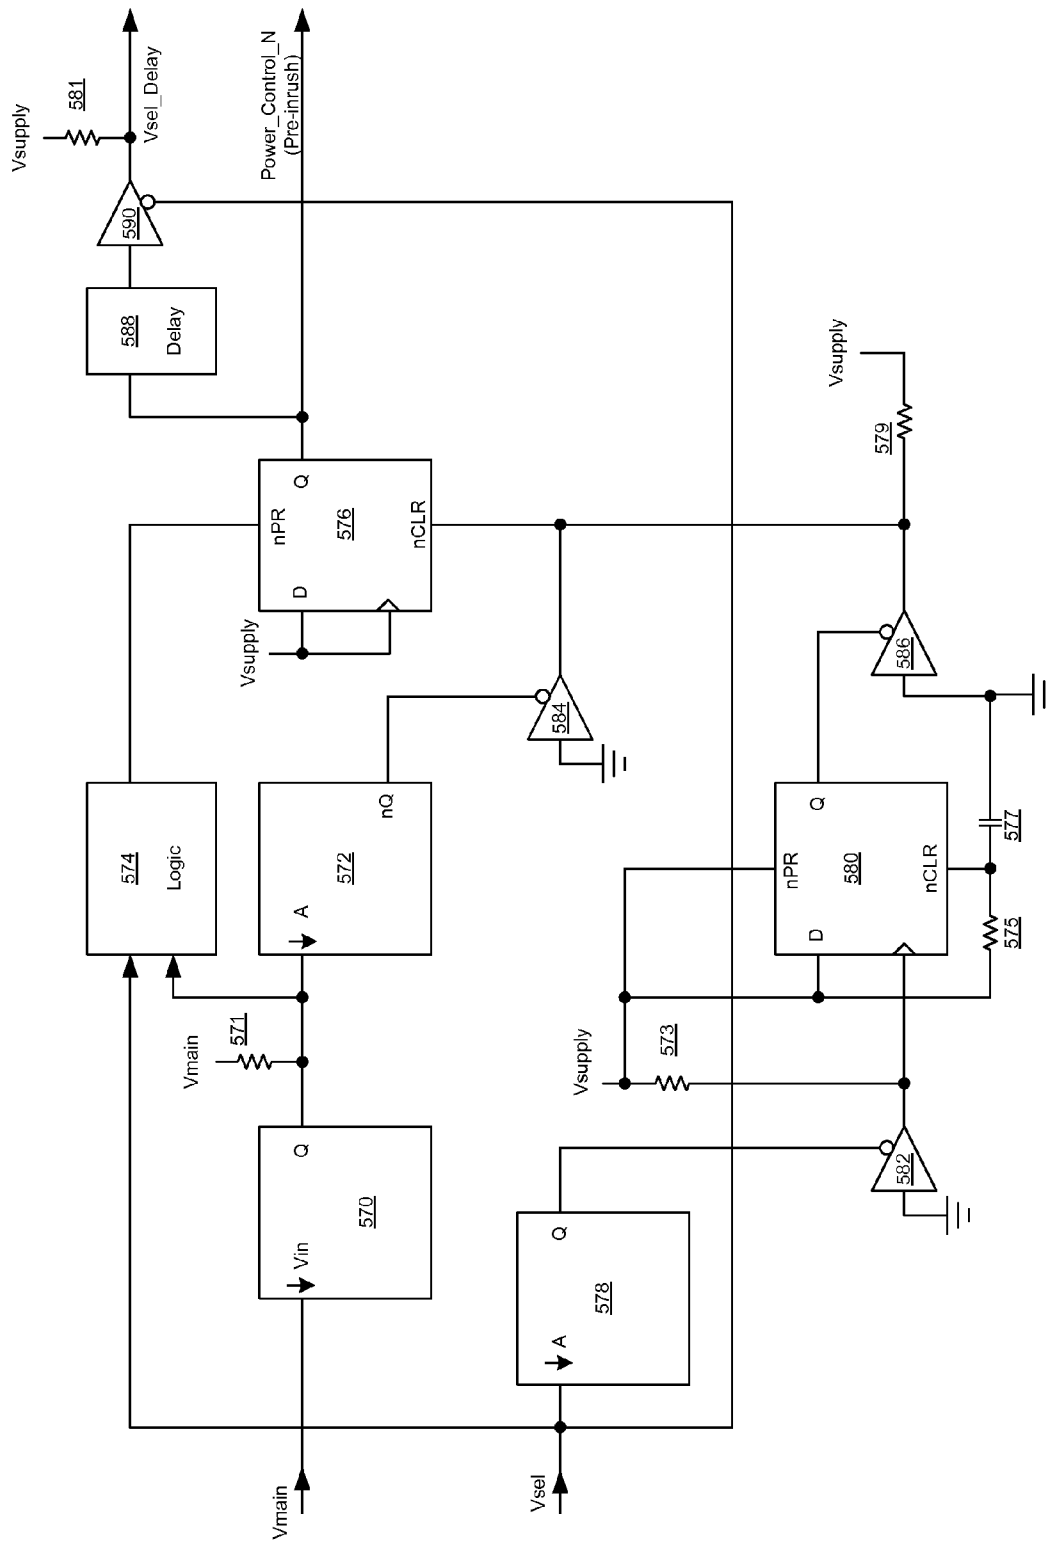 Vmain
Vsel
Vin
Q
570
Vmain
571
574
Logic
A
572
nQ
A
578
Q
582
Vsupply
573
D
nPR
580
nCLR
Q
575
577
584
586
Vsupply
D
nPR
576
nCLR
Q
579
Vsupply
588
Delay
590
Vsupply
581
Vsel_Delay
Power_Control_N
(Pre-inrush)